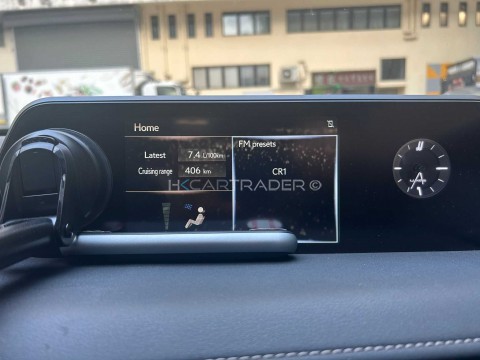 Home
FM presets
Latest 7.4 L/100km
Cruising range 406 km
CR1
HKCARTRADER ©
A